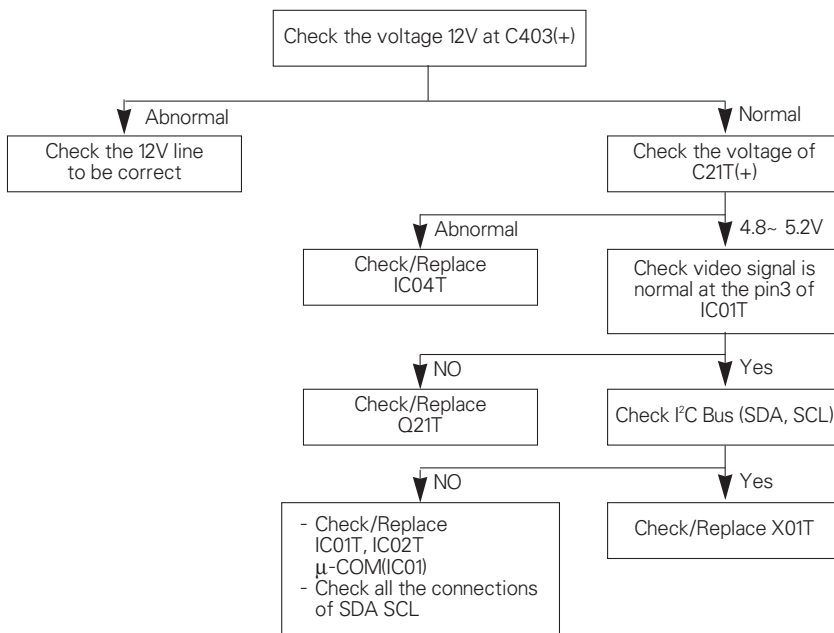 Check the voltage 12V at C403(+)
Abnormal
Normal
Check the 12V line
to be correct
Check the voltage of
C21T(+)
Abnormal
4.8~ 5.2V
Check/Replace
IC04T
Check video signal is
normal at the pin3 of
IC01T
NO
Yes
Check/Replace
Q21T
Check I²C Bus (SDA, SCL)
NO
Yes
- Check/Replace
IC01T, IC02T
μ-COM(IC01)
- Check all the connections
of SDA SCL
Check/Replace X01T